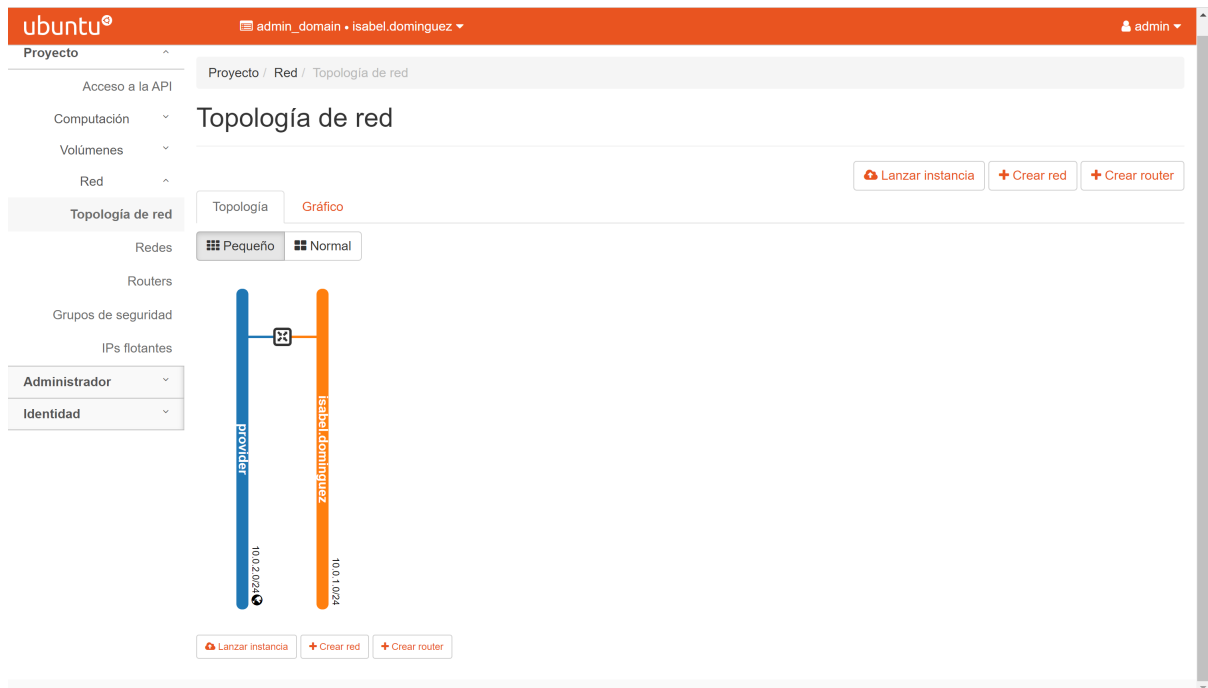 ubuntu
admin_domain • isabel.dominguez
admin
Proyecto
Acceso a la API
Computación
Volúmenes
Red
Topología de red
Redes
Routers
Grupos de seguridad
IPs flotantes
Administrador
Identidad
Proyecto / Red / Topología de red
Topología de red
Lanzar instancia
+ Crear red
+ Crear router
Topología
Gráfico
Pequeño
Normal
provider
10.0.2.0/24
isabel.dominguez
10.0.1.0/24
Lanzar instancia
+ Crear red
+ Crear router